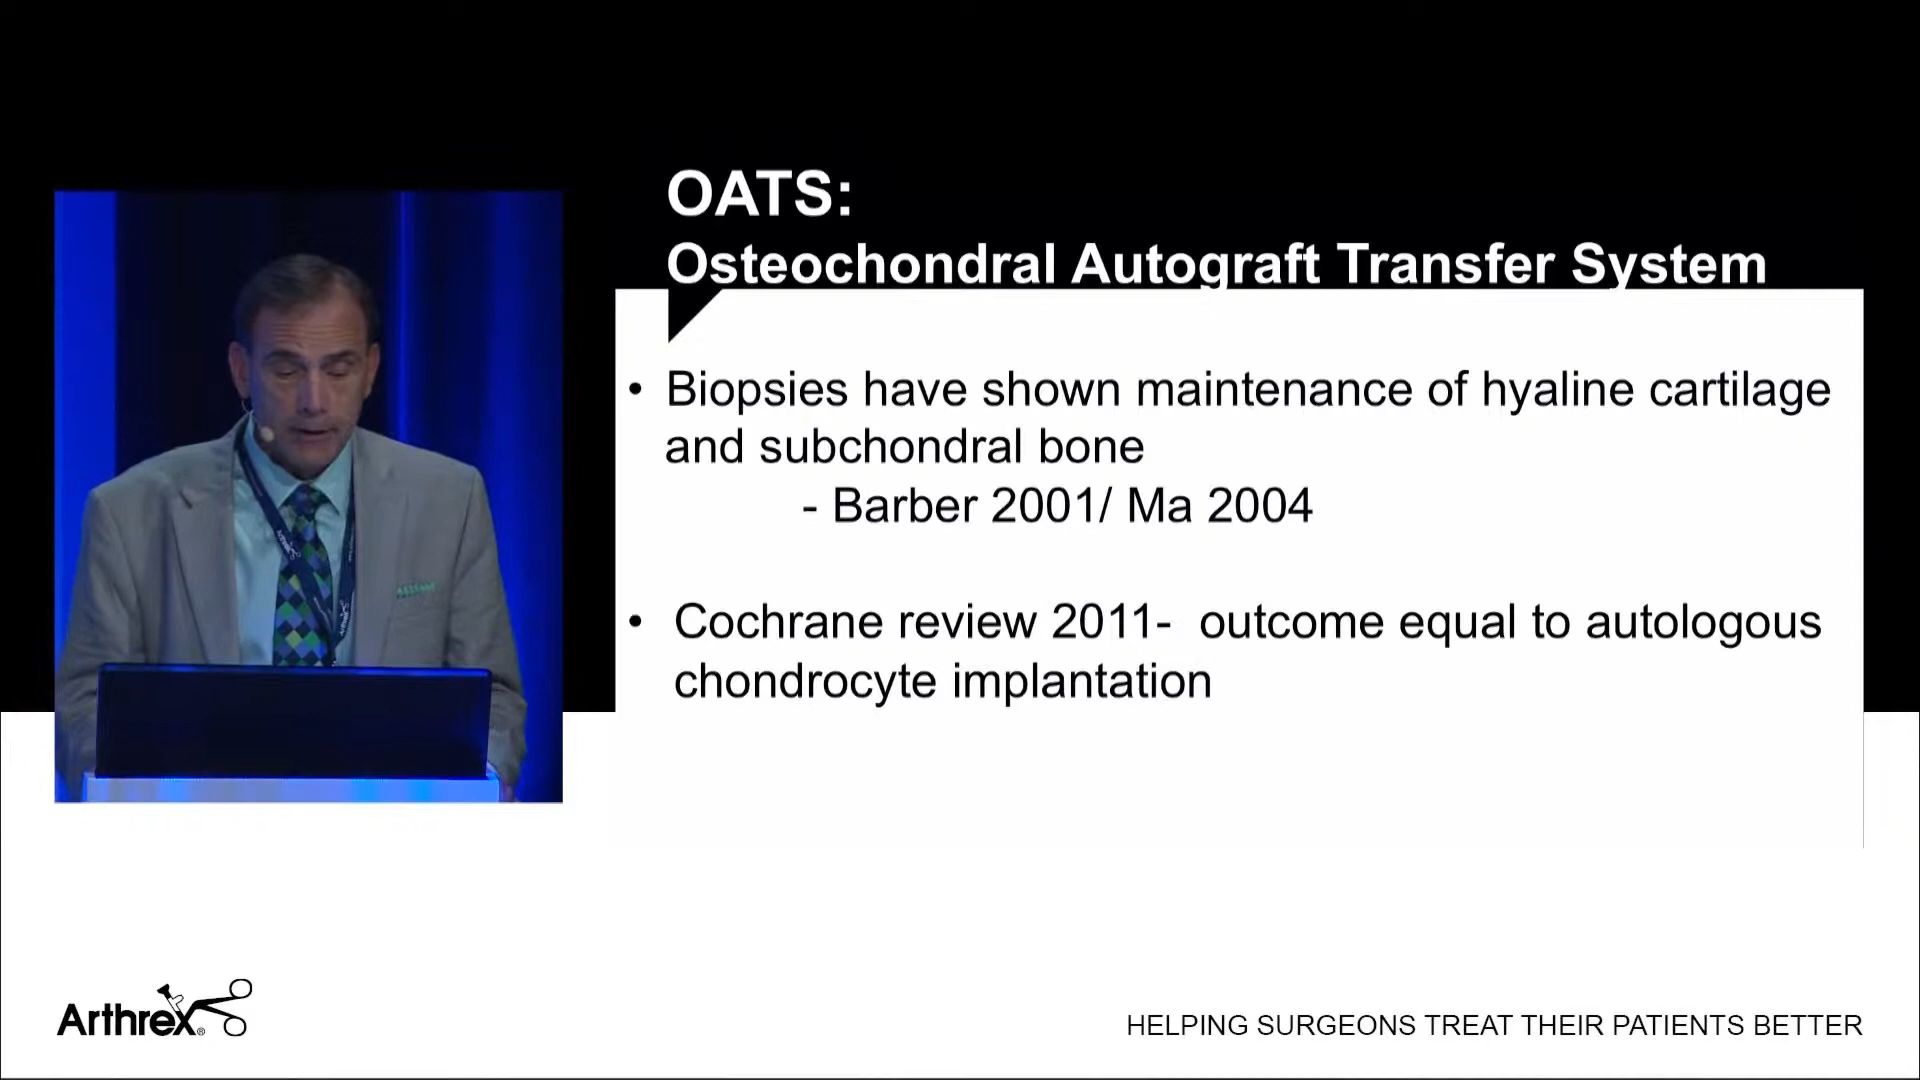 OATS:
Osteochondral Autograft Transfer System
• Biopsies have shown maintenance of hyaline cartilage
and subchondral bone
- Barber 2001/ Ma 2004
• Cochrane review 2011- outcome equal to autologous
chondrocyte implantation
Arthrex®
HELPING SURGEONS TREAT THEIR PATIENTS BETTER